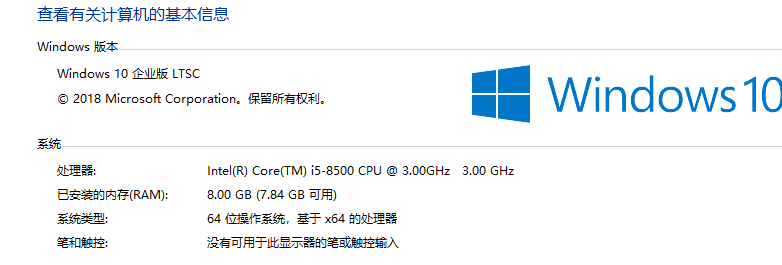 查看有关计算机的基本信息
Windows 版本
Windows 10 企业版 LTSC
© 2018 Microsoft Corporation。保留所有权利。
Windows 10
系统
处理器: Intel(R) Core(TM) i5-8500 CPU @ 3.00GHz 3.00 GHz
已安装的内存(RAM): 8.00 GB (7.84 GB 可用)
系统类型: 64 位操作系统, 基于 x64 的处理器
笔和触控: 没有可用于此显示器的笔或触控输入